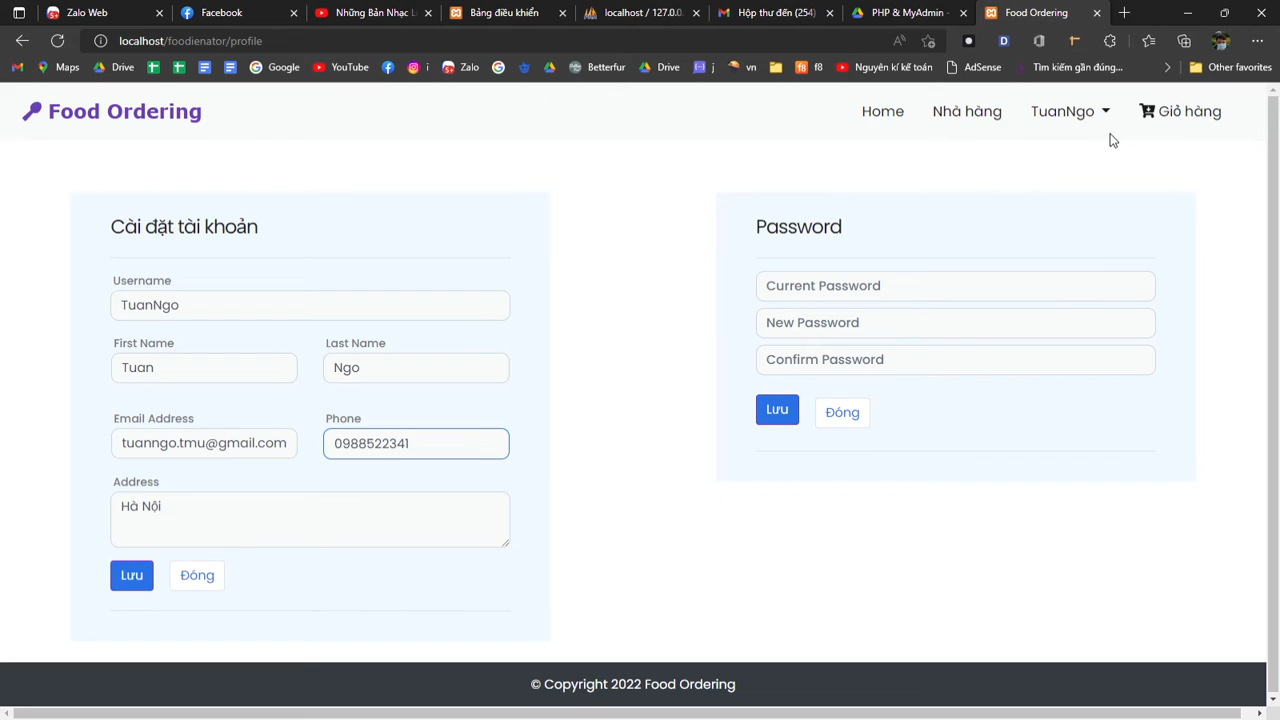 Zalo Web
Facebook
Những Bản Nhạc L
Bảng điều khiển
localhost / 127.0.0.
Hộp thư đến (254)
PHP & MyAdmin -
Food Ordering
localhost/foodienator/profile
Maps
Drive
Google
YouTube
i
Zalo
Betterfur
Drive
j
vn
f8
Nguyên kí kế toán
AdSense
Tìm kiếm gần đúng,...
Other favorites
Food Ordering
Home
Nhà hàng
TuanNgo
Giỏ hàng
Cài đặt tài khoản
Username
TuanNgo
First Name
Last Name
Tuan
Ngo
Email Address
Phone
tuanngo.tmu@gmail.com
0988522341
Address
Hà Nội
Lưu
Đóng
Password
Current Password
New Password
Confirm Password
Lưu
Đóng
© Copyright 2022 Food Ordering